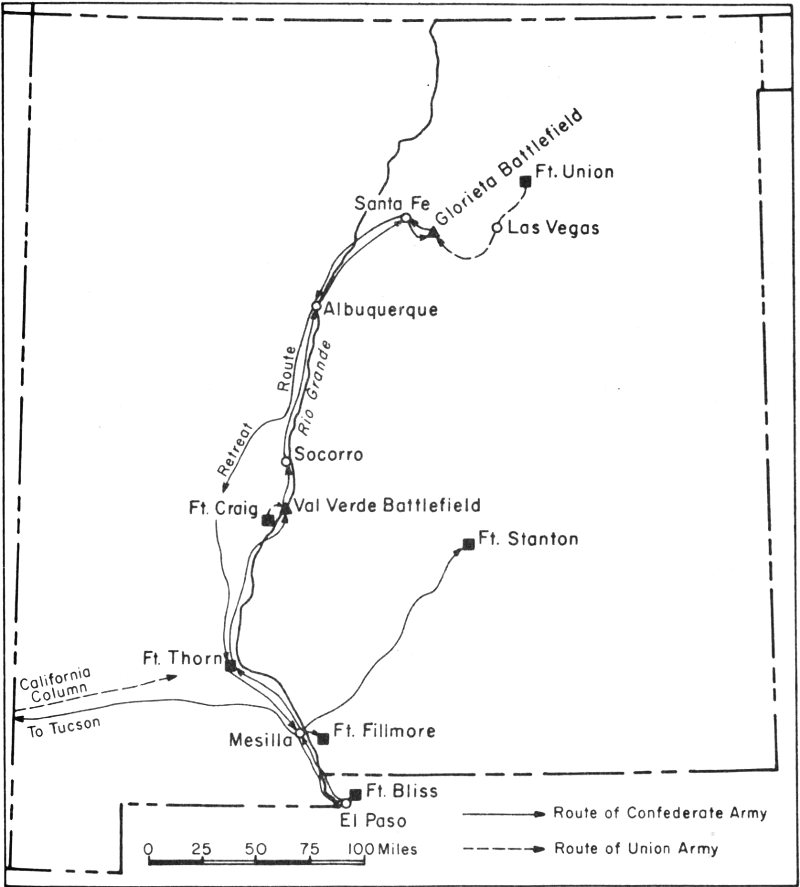 Glorieta Battlefield
Ft. Union
Santa Fe
Las Vegas
Albuquerque
Route
Rio Grande
Retreat
Socorro
Ft. Craig
Val Verde Battlefield
Ft. Stanton
Ft. Thorn
California
Column
To Tucson
Mesilla
Ft. Fillmore
Ft. Bliss
El Paso
Route of Confederate Army
Route of Union Army
0 25 50 75 100 Miles